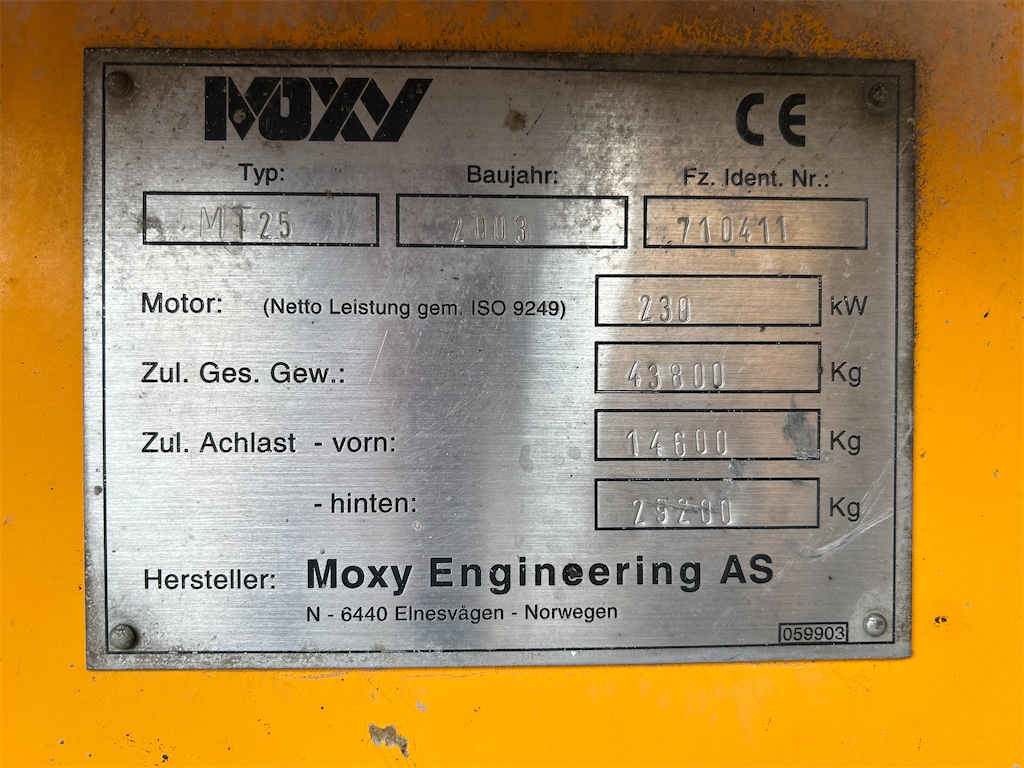 MOXY CE
Typ: Baujahr: Fz. Ident. Nr.:
MT25 2003 710411
Motor: (Netto Leistung gem. ISO 9249) 230 kW
Zul. Ges. Gew.: 43800 Kg
Zul. Achlast - vorn: 14600 Kg
- hinten: 29200 Kg
Hersteller: Moxy Engineering AS
N - 6440 Elnesvågen - Norwegen
059903